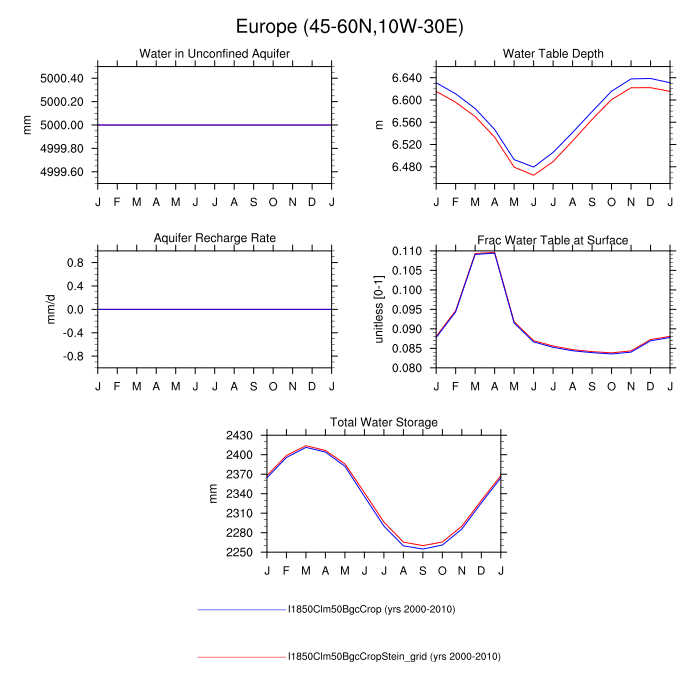 Europe (45-60N,10W-30E)
Water in Unconfined Aquifer
mm
5000.40
5000.20
5000.00
4999.80
4999.60
J F M A M J J A S O N D J
Water Table Depth
m
6.640
6.600
6.560
6.520
6.480
J F M A M J J A S O N D J
Aquifer Recharge Rate
mm/d
0.8
0.4
0.0
-0.4
-0.8
J F M A M J J A S O N D J
Frac Water Table at Surface
unitless [0-1]
0.110
0.105
0.100
0.095
0.090
0.085
0.080
J F M A M J J A S O N D J
Total Water Storage
mm
2430
2400
2370
2340
2310
2280
2250
J F M A M J J A S O N D J
I1850Clm50BgcCrop (yrs 2000-2010)
I1850Clm50BgcCropStein_grid (yrs 2000-2010)